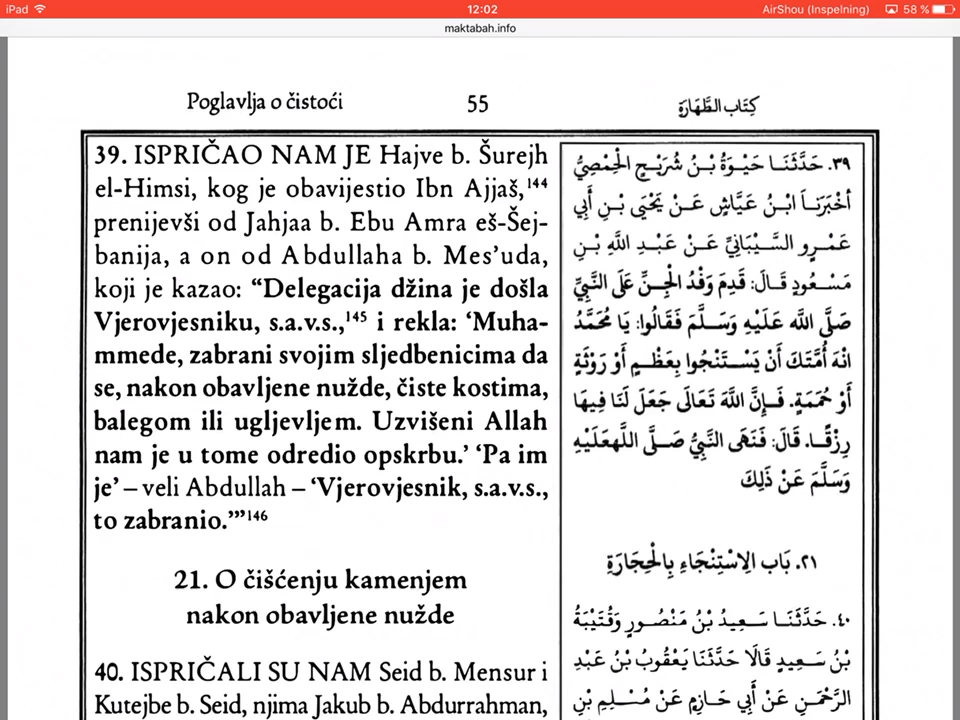 iPad
12:02
AirShou (Inspelning)
58 %
maktabah.info
Poglavlja o čistoći
55
كِتَاب الطَّهَارَةِ
39. ISPRIČAO NAM JE Hajve b. Šurejh
el-Himsi, kog je obavijestio Ibn Ajjaš,¹⁴⁴
prenijevši od Jahjaa b. Ebu Amra eš-Šej-
banija, a on od Abdullaha b. Mes’uda,
koji je kazao: “Delegacija džina je došla
Vjerovjesniku, s.a.v.s.,¹⁴⁵ i rekla: ‘Muha-
mmede, zabrani svojim sljedbenicima da
se, nakon obavljene nužde, čiste kostima,
balegom ili ugljevljem. Uzvišeni Allah
nam je u tome odredio opskrbu.’ ‘Pa im
je’ – veli Abdullah – ‘Vjerovjesnik, s.a.v.s.,
to zabranio.’”¹⁴⁶
21. O čišćenju kamenjem
nakon obavljene nužde
40. ISPRIČALI SU NAM Seid b. Mensur i
Kutejbe b. Seid, njima Jakub b. Abdurrahman,
٣٩. حَدَّثَنَا حَيْوَةُ بْنُ شُرَيْحٍ الْحِمْصِيُّ
أَخْبَرَنَا ابْنُ عَيَّاشٍ عَنْ يَحْيَى بْنِ أَبِي
عَمْرٍو السَّيْبَانِيِّ عَنْ عَبْدِ اللَّهِ بْنِ
مَسْعُودٍ قَالَ: قَدِمَ وَفْدُ الْجِنِّ عَلَى النَّبِيِّ
صَلَّى اللَّه عَلَيْهِ وَسَلَّمَ فَقَالُوا: يَا مُحَمَّدُ
انْهَ أُمَّتَكَ أَنْ يَسْتَنْجُوا بِعَظْمٍ أَوْ رَوْثَةٍ
أَوْ حُمَمَةٍ. فَإِنَّ اللَّهَ تَعَالَى جَعَلَ لَنَا فِيهَا
رِزْقًا. قَالَ: فَنَهَى النَّبِيُّ صَلَّى اللَّهعَلَيْهِ
وَسَلَّمَ عَنْ ذَلِكَ
٢١. بَاب الِاسْتِنْجَاءِ بِالْحِجَارَةِ
٤٠. حَدَّثَنَا سَعِيدُ بْنُ مَنْصُورٍ وَقُتَيْبَةُ
بْنُ سَعِيدٍ قَالَا حَدَّثَنَا يَعْقُوبُ بْنُ عَبْدِ
الرَّحْمَنِ عَنْ أَبِي حَازِمٍ عَنْ مُسْلِمِ بْنِ